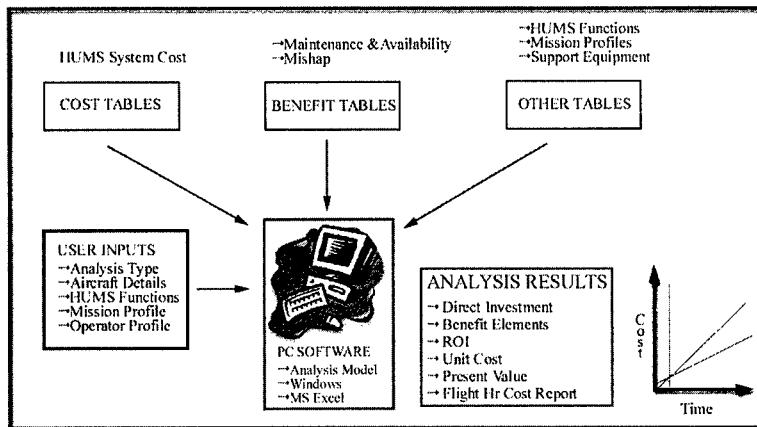 HUMS System Cost
COST TABLES
→Maintenance & Availability
→Mishap
BENEFIT TABLES
→HUMS Functions
→Mission Profiles
→Support Equipment
OTHER TABLES
USER INPUTS
→Analysis Type
→Aircraft Details
→HUMS Functions
→Mission Profile
→Operator Profile
PC SOFTWARE
→Analysis Model
→Windows
→MS Excel
ANALYSIS RESULTS
→ Direct Investment
→ Benefit Elements
→ ROI
→ Unit Cost
→ Present Value
→ Flight Hr Cost Report
Cost
Time